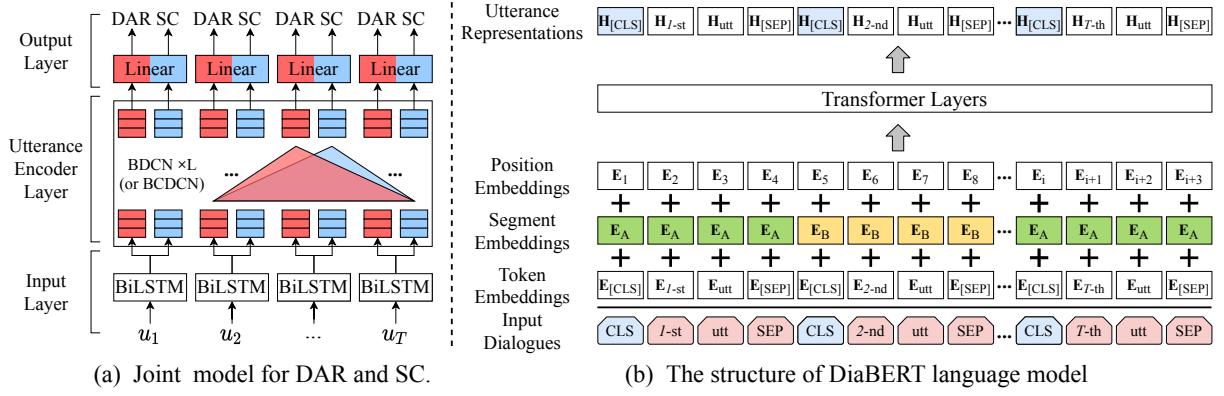 DAR SC DAR SC DAR SC DAR SC
Output
Layer
Linear Linear Linear Linear
Utterance
Encoder
Layer
BDCN ×L
(or BCDCN)
... ...
Input
Layer
BiLSTM BiLSTM BiLSTM BiLSTM
u1 u2 ... uT
(a) Joint model for DAR and SC.
Utterance
Representations
H[CLS] H1-st Hutt H[SEP] H[CLS] H2-nd Hutt H[SEP] ... H[CLS] HT-th Hutt H[SEP]
Transformer Layers
Position
Embeddings
E1 E2 E3 E4 E5 E6 E7 E8 ... Ei Ei+1 Ei+2 Ei+3
+ + + + + + + + + + + +
Segment
Embeddings
EA EA EA EA EB EB EB EB ... EA EA EA EA
+ + + + + + + + + + + +
Token
Embeddings
E[CLS] E1-st Eutt E[SEP] E[CLS] E2-nd Eutt E[SEP] ... E[CLS] ET-th Eutt E[SEP]
Input
Dialogues
CLS 1-st utt SEP CLS 2-nd utt SEP ... CLS T-th utt SEP
(b) The structure of DiaBERT language model